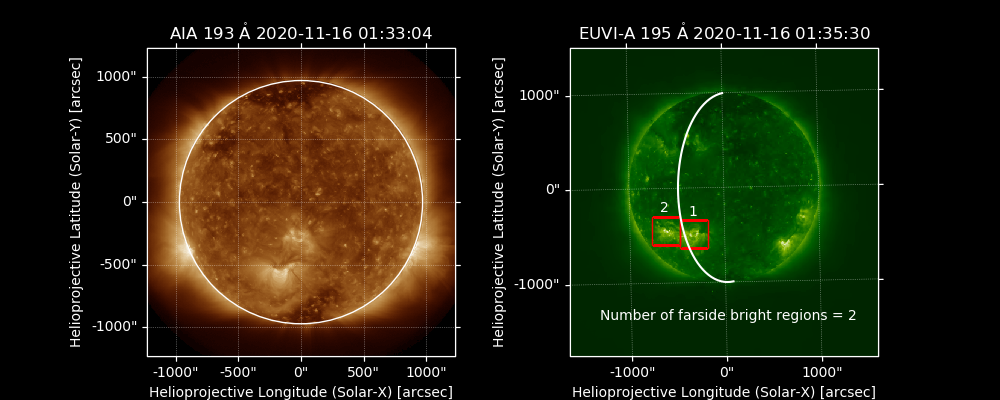 AIA 193 Å 2020-11-16 01:33:04
Helioprojective Latitude (Solar-Y) [arcsec]
1000"
500"
0"
-500"
-1000"
-1000"
-500"
0"
500"
1000"
Helioprojective Longitude (Solar-X) [arcsec]
EUVI-A 195 Å 2020-11-16 01:35:30
Helioprojective Latitude (Solar-Y) [arcsec]
1000"
0"
-1000"
2
1
Number of farside bright regions = 2
-1000"
0"
1000"
Helioprojective Longitude (Solar-X) [arcsec]